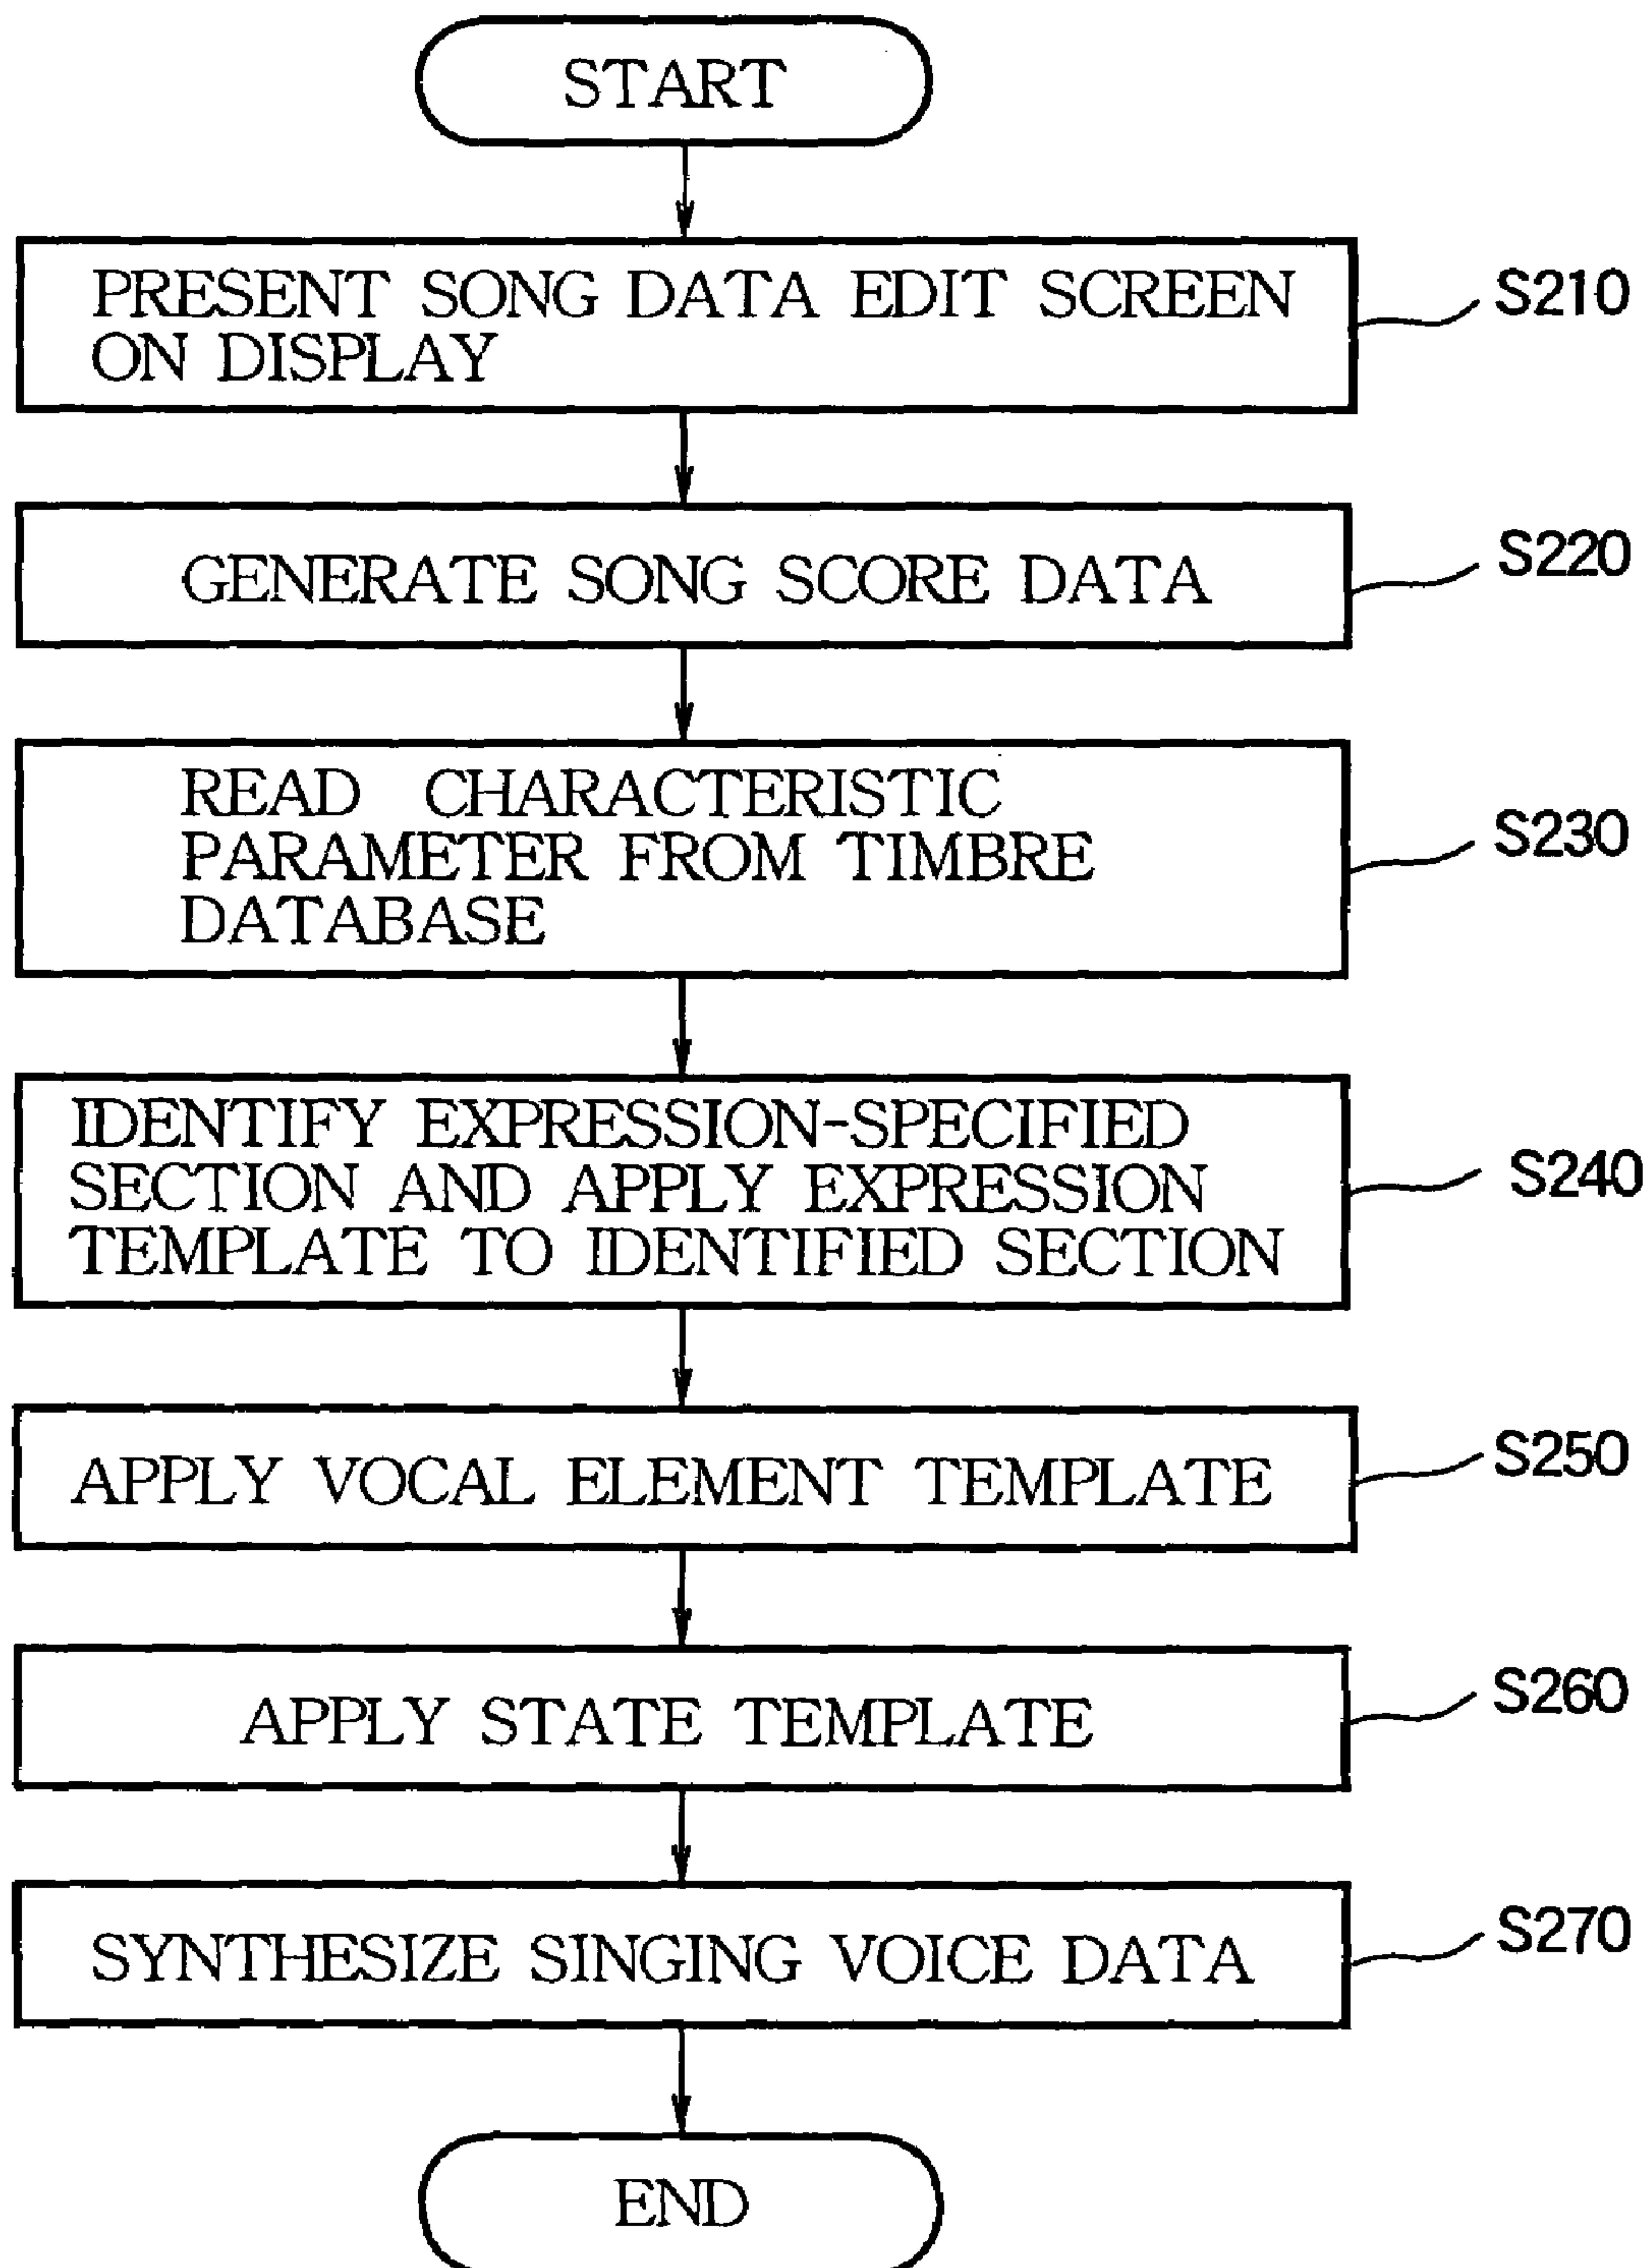 START
PRESENT SONG DATA EDIT SCREEN
ON DISPLAY
S210
GENERATE SONG SCORE DATA
S220
READ CHARACTERISTIC
PARAMETER FROM TIMBRE
DATABASE
S230
IDENTIFY EXPRESSION-SPECIFIED
SECTION AND APPLY EXPRESSION
TEMPLATE TO IDENTIFIED SECTION
S240
APPLY VOCAL ELEMENT TEMPLATE
S250
APPLY STATE TEMPLATE
S260
SYNTHESIZE SINGING VOICE DATA
S270
END